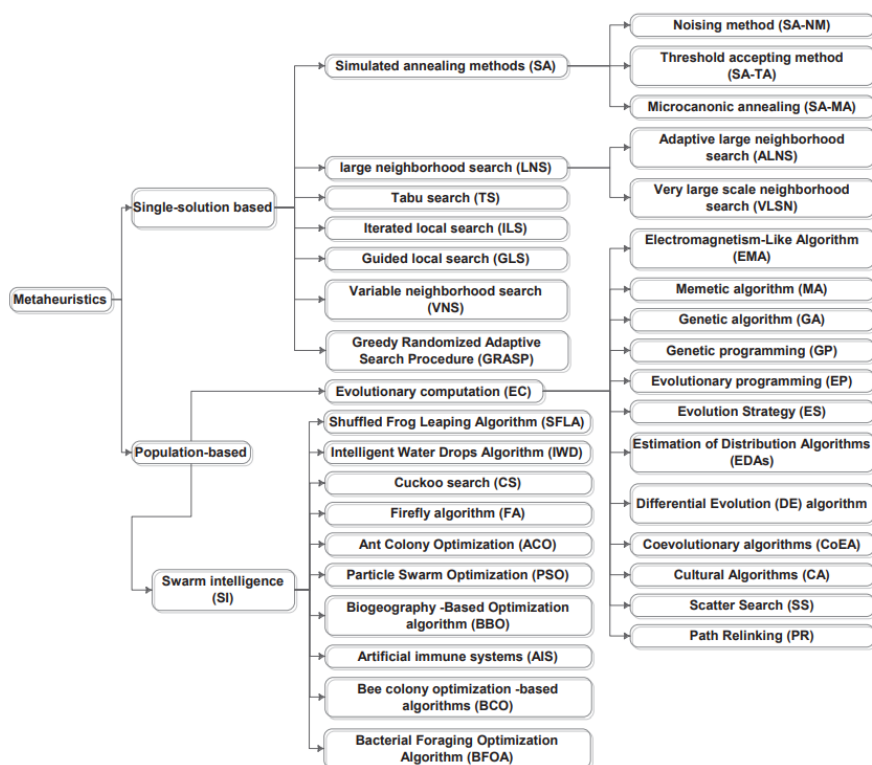 Noising method (SA-NM)
Simulated annealing methods (SA)
Threshold accepting method
(SA-TA)
Microcanonic annealing (SA-MA)
Adaptive large neighborhood
search (ALNS)
large neighborhood search (LNS)
Single-solution based
Tabu search (TS)
Very large scale neighborhood
search (VLSN)
Iterated local search (ILS)
Guided local search (GLS)
Electromagnetism-Like Algorithm
(EMA)
Metaheuristics
Variable neighborhood search
(VNS)
Memetic algorithm (MA)
Genetic algorithm (GA)
Greedy Randomized Adaptive
Search Procedure (GRASP)
Genetic programming (GP)
Evolutionary computation (EC)
Evolutionary programming (EP)
Shuffled Frog Leaping Algorithm (SFLA)
Evolution Strategy (ES)
Population-based
Intelligent Water Drops Algorithm (IWD)
Estimation of Distribution Algorithms
(EDAs)
Cuckoo search (CS)
Differential Evolution (DE) algorithm
Firefly algorithm (FA)
Ant Colony Optimization (ACO)
Coevolutionary algorithms (CoEA)
Swarm intelligence
(SI)
Particle Swarm Optimization (PSO)
Cultural Algorithms (CA)
Biogeography -Based Optimization
algorithm (BBO)
Scatter Search (SS)
Path Relinking (PR)
Artificial immune systems (AIS)
Bee colony optimization -based
algorithms (BCO)
Bacterial Foraging Optimization
Algorithm (BFOA)